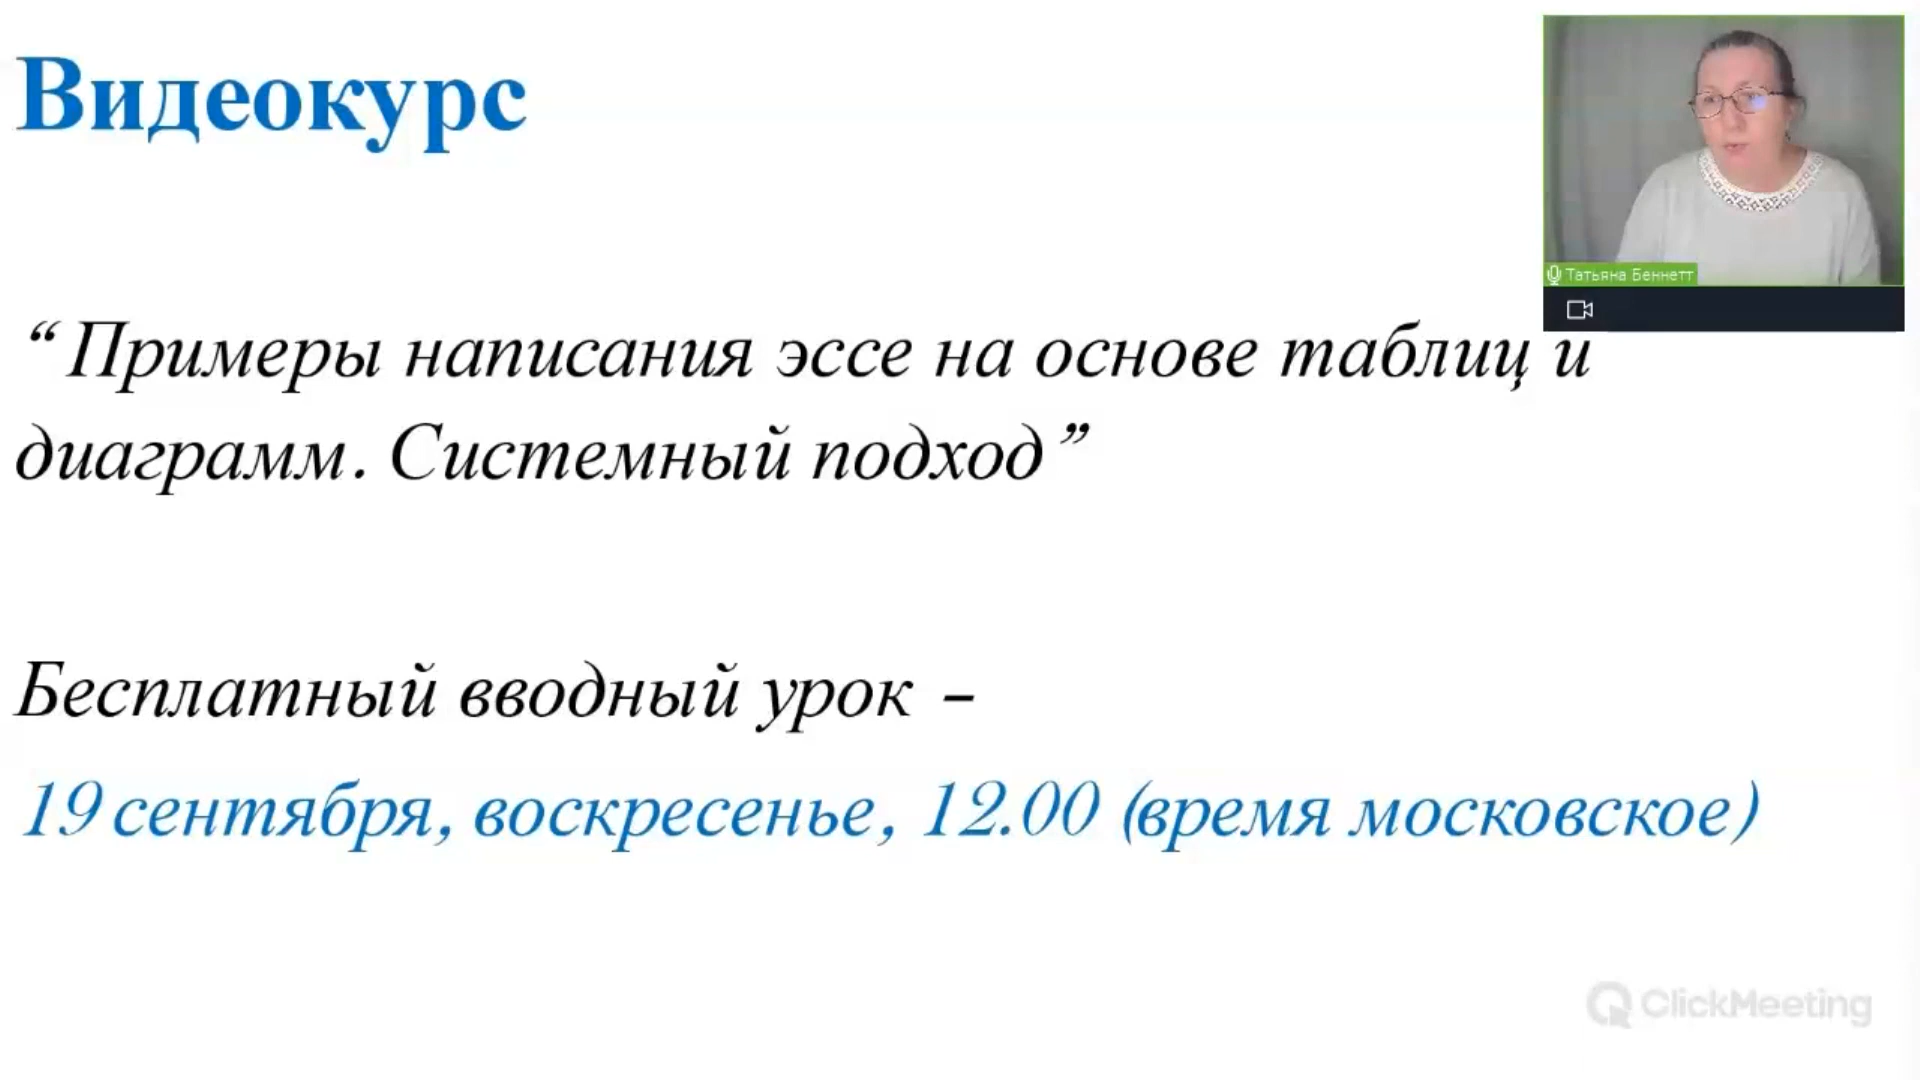 Видеокурс
Татьяна Беннетт
“Примеры написания эссе на основе таблиц и
диаграмм. Системный подход”
Бесплатный вводный урок –
19 сентября, воскресенье, 12.00 (время московское)
ClickMeeting